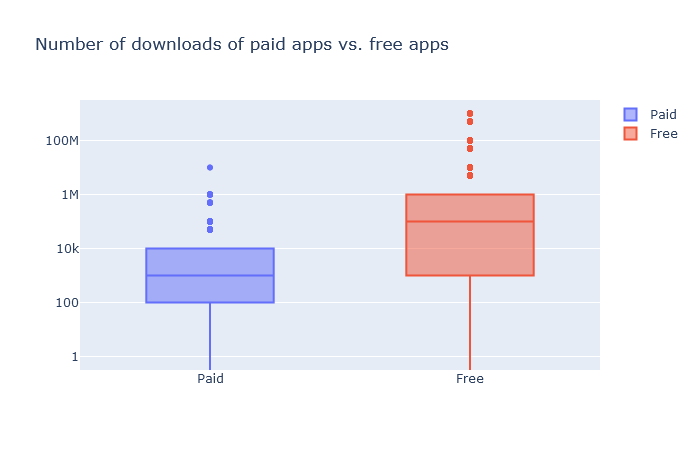 Number of downloads of paid apps vs. free apps
Paid
Free
100M
1M
10k
100
1
Paid
Free